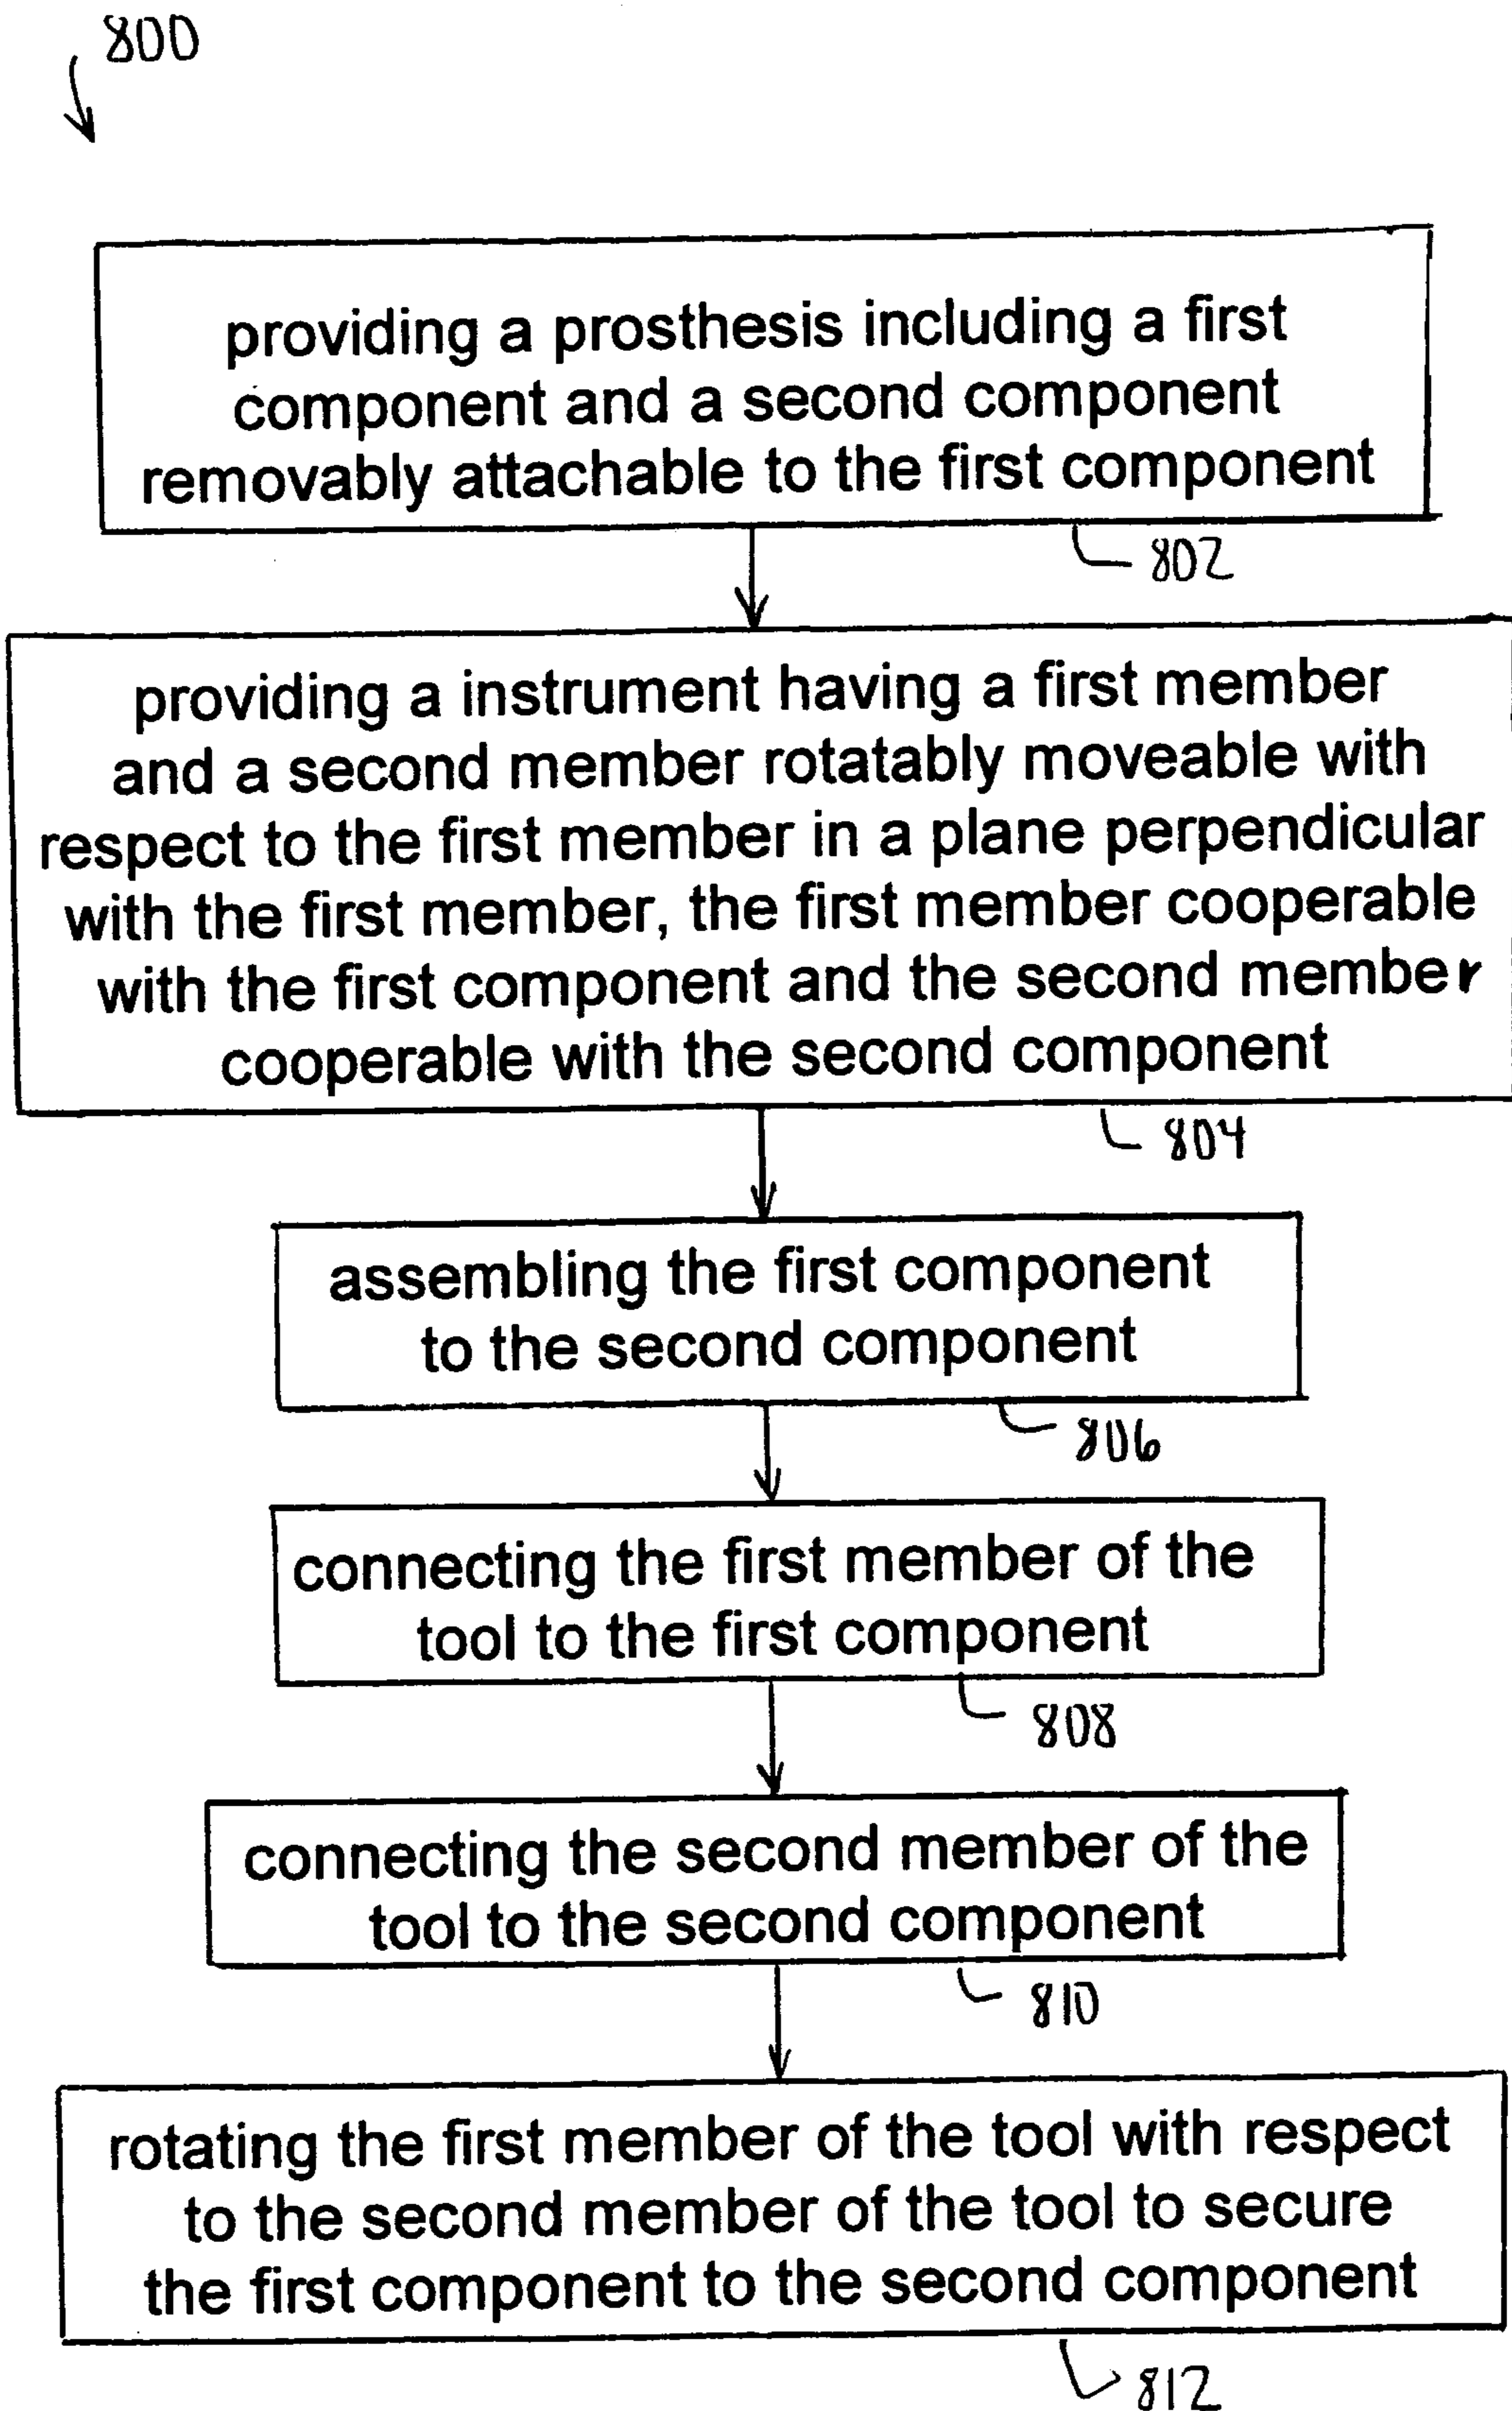 800
providing a prosthesis including a first
component and a second component
removably attachable to the first component
802
providing a instrument having a first member
and a second member rotatably moveable with
respect to the first member in a plane perpendicular
with the first member, the first member cooperable
with the first component and the second member
cooperable with the second component
804
assembling the first component
to the second component
806
connecting the first member of the
tool to the first component
808
connecting the second member of the
tool to the second component
810
rotating the first member of the tool with respect
to the second member of the tool to secure
the first component to the second component
812